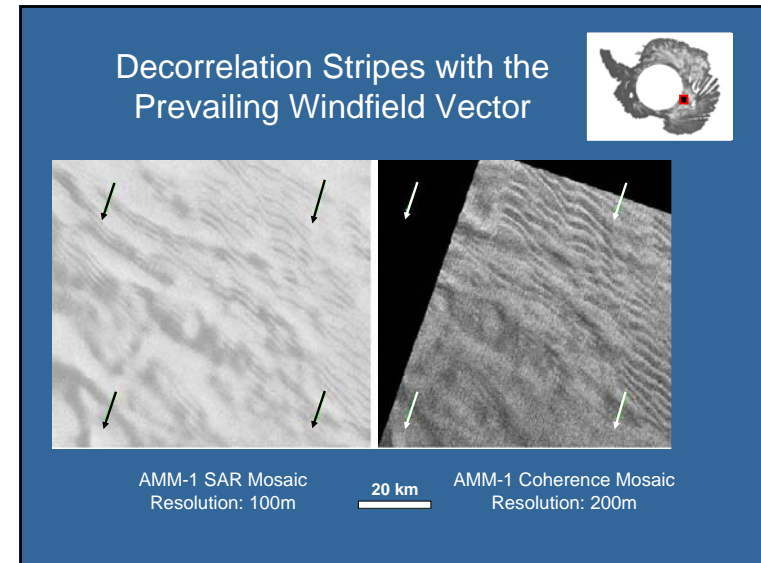 Decorrelation Stripes with the
Prevailing Windfield Vector
AMM-1 SAR Mosaic
Resolution: 100m
20 km
AMM-1 Coherence Mosaic
Resolution: 200m